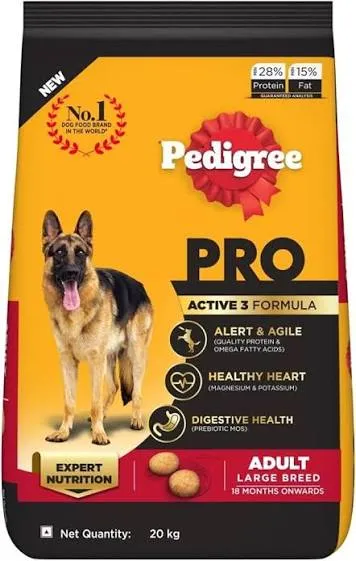 NEW
No.1
DOG FOOD BRAND
IN THE WORLD*
28% 15%
Protein Fat
GUARANTEED ANALYSIS
Pedigree
PRO
ACTIVE 3 FORMULA
ALERT & AGILE
(QUALITY PROTEIN &
OMEGA FATTY ACIDS)
HEALTHY HEART
(MAGNESIUM & POTASSIUM)
DIGESTIVE HEALTH
(PREBIOTIC MOS)
EXPERT
NUTRITION
ADULT
LARGE BREED
18 MONTHS ONWARDS
Net Quantity: 20 kg